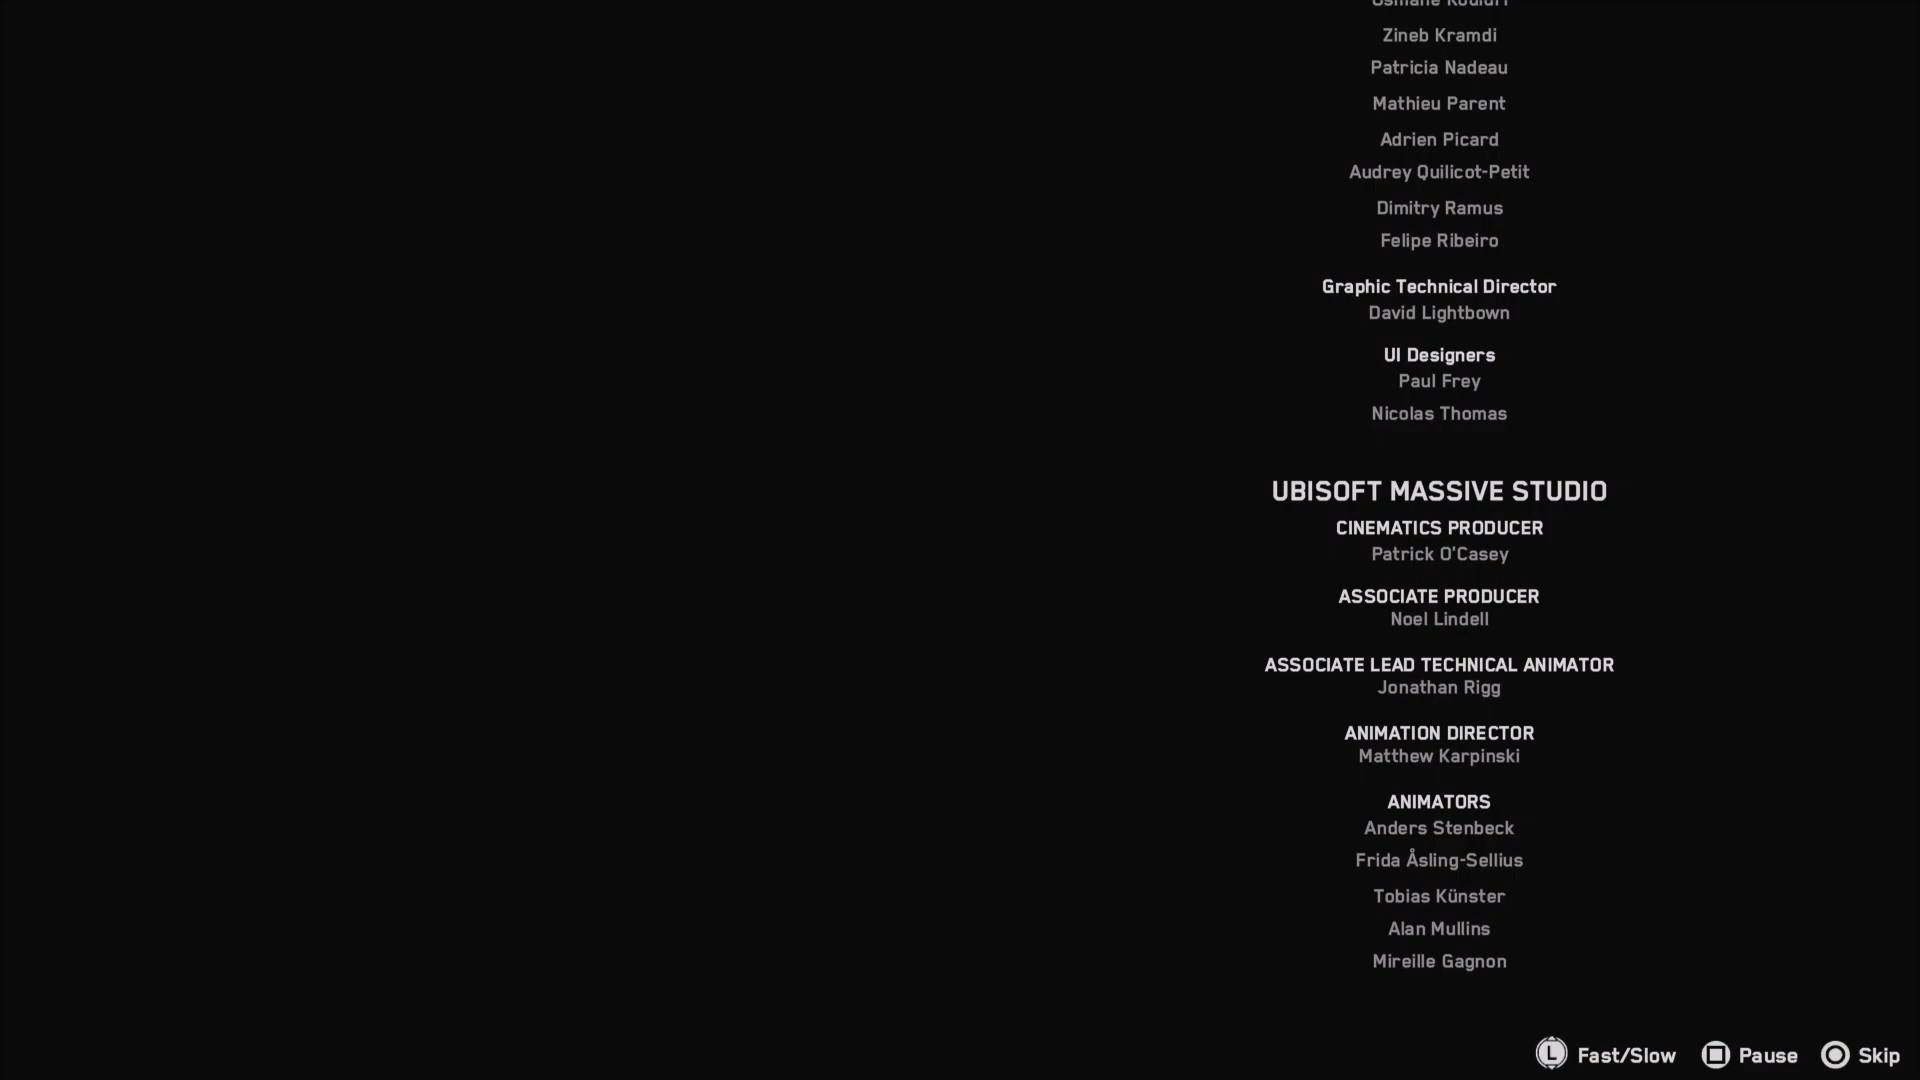 Zineb Kramdi
Patricia Nadeau
Mathieu Parent
Adrien Picard
Audrey Quilicot-Petit
Dimitry Ramus
Felipe Ribeiro
Graphic Technical Director
David Lightbown
UI Designers
Paul Frey
Nicolas Thomas
UBISOFT MASSIVE STUDIO
CINEMATICS PRODUCER
Patrick O'Casey
ASSOCIATE PRODUCER
Noel Lindell
ASSOCIATE LEAD TECHNICAL ANIMATOR
Jonathan Rigg
ANIMATION DIRECTOR
Matthew Karpinski
ANIMATORS
Anders Stenbeck
Frida Åsling-Sellius
Tobias Künster
Alan Mullins
Mireille Gagnon
L Fast/Slow Pause Skip